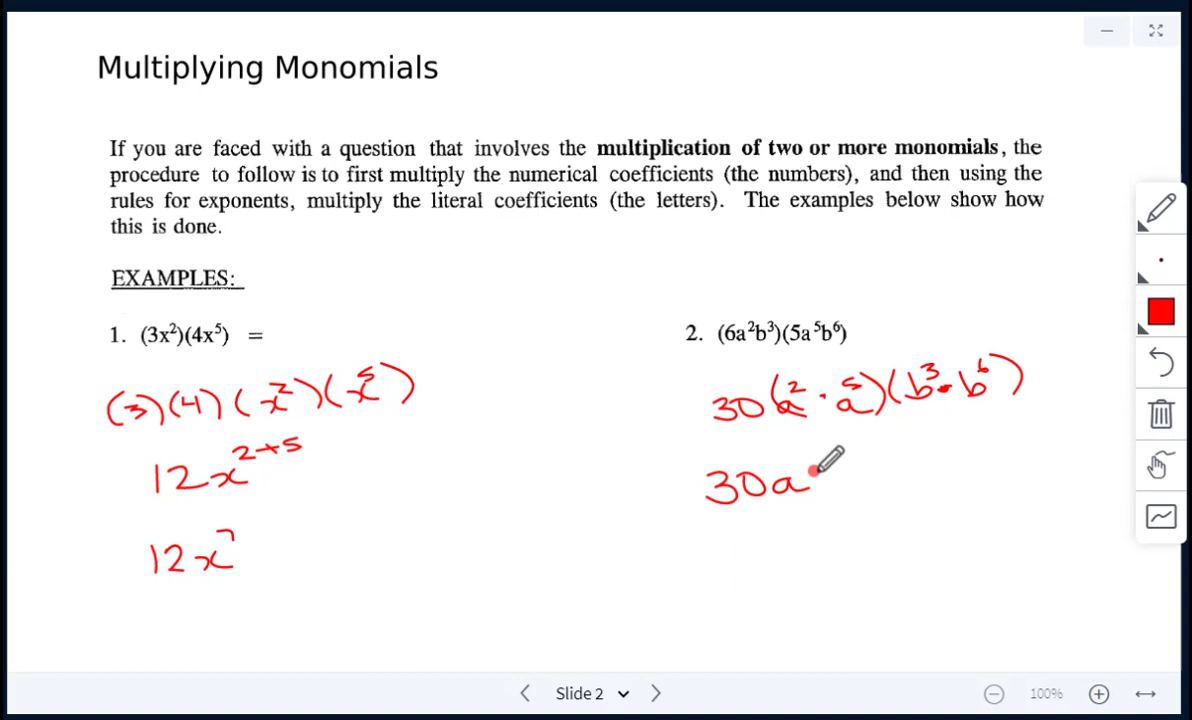 Multiplying Monomials
If you are faced with a question that involves the multiplication of two or more monomials, the
procedure to follow is to first multiply the numerical coefficients (the numbers), and then using the
rules for exponents, multiply the literal coefficients (the letters). The examples below show how
this is done.
EXAMPLES:
1. (3x²)(4x⁵) =
(3)(4)(x²)(x⁵)
12x²⁺⁵
12x⁷
2. (6a²b³)(5a⁵b⁶)
30(a² · a⁵)(b³ · b⁶)
30a
Slide 2
100%